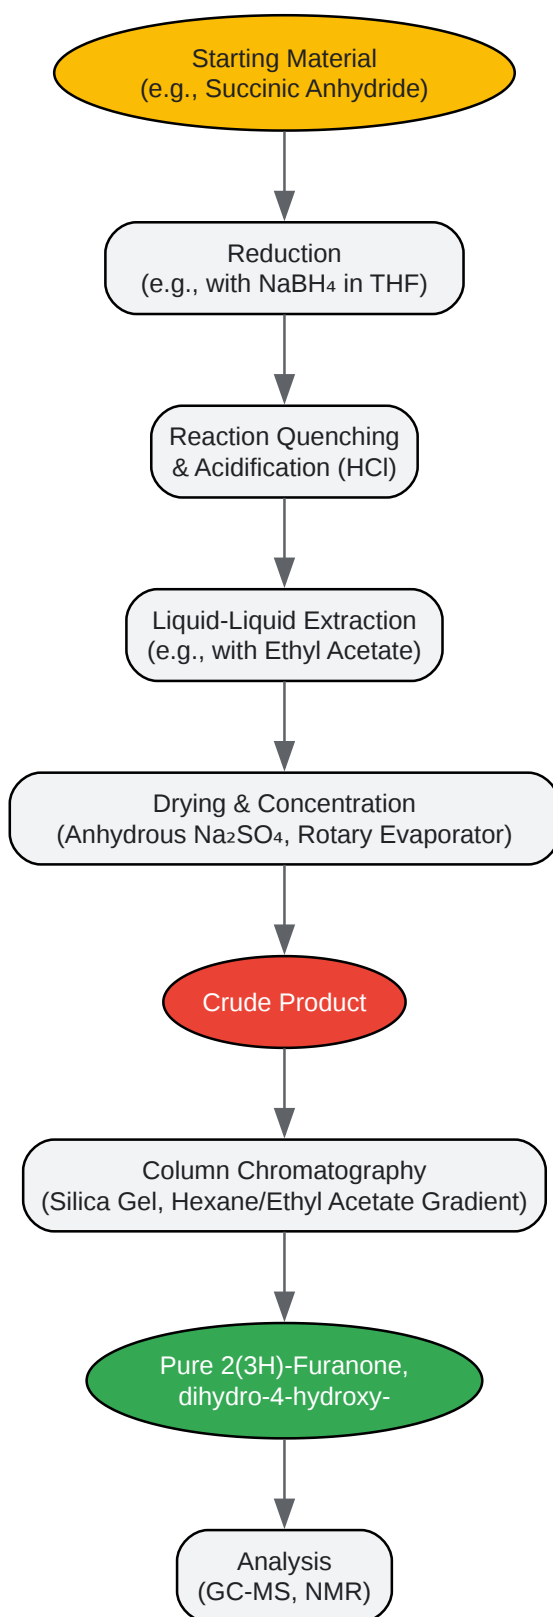 Starting Material
(e.g., Succinic Anhydride)
Reduction
(e.g., with NaBH₄ in THF)
Reaction Quenching
& Acidification (HCl)
Liquid-Liquid Extraction
(e.g., with Ethyl Acetate)
Drying & Concentration
(Anhydrous Na₂SO₄, Rotary Evaporator)
Crude Product
Column Chromatography
(Silica Gel, Hexane/Ethyl Acetate Gradient)
Pure 2(3H)-Furanone,
dihydro-4-hydroxy-
Analysis
(GC-MS, NMR)